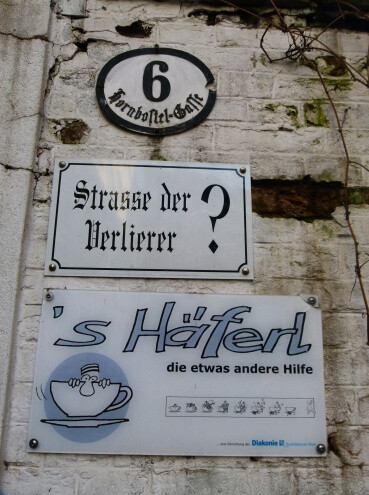 6
Hornbostel-Gasse
Strasse der
Verlierer ?
's Häferl
die etwas andere Hilfe
Diakonie